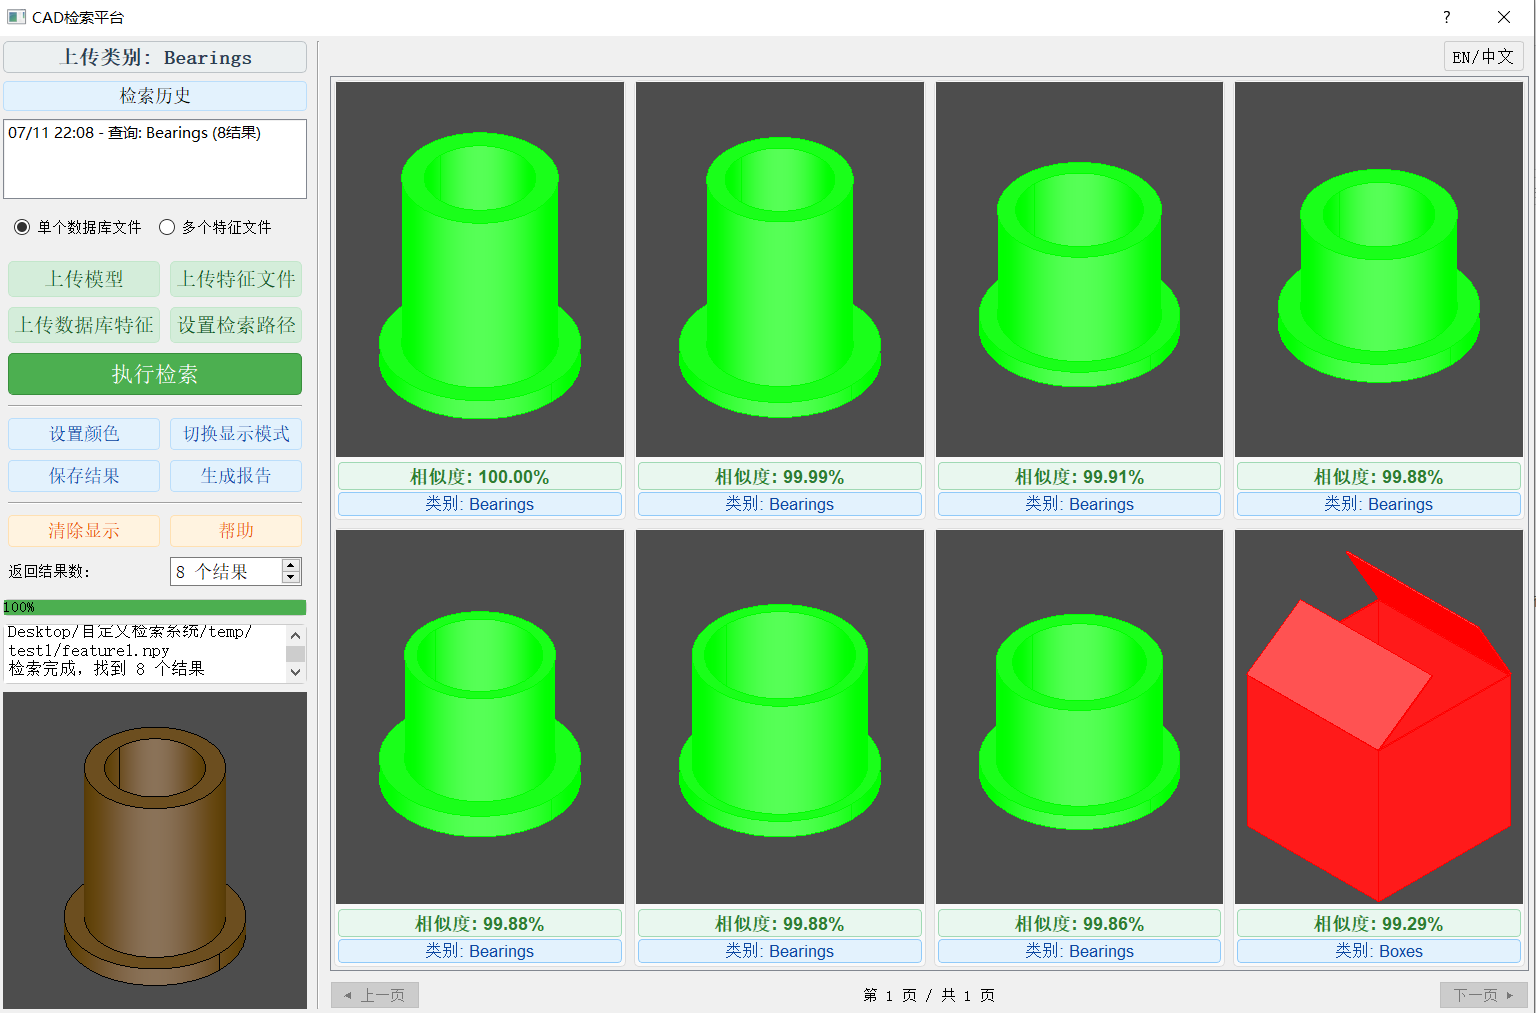 CAD检索平台
?
上传类别: Bearings
EN/中文
检索历史
07/11 22:08 - 查询: Bearings (8结果)
单个数据库文件
多个特征文件
上传模型
上传特征文件
上传数据库特征
设置检索路径
执行检索
设置颜色
切换显示模式
保存结果
生成报告
清除显示
帮助
返回结果数:
8 个结果
100%
Desktop/自定义检索系统/temp/
test1/feature1.npy
检索完成, 找到 8 个结果
相似度: 100.00%
类别: Bearings
相似度: 99.99%
类别: Bearings
相似度: 99.91%
类别: Bearings
相似度: 99.88%
类别: Bearings
相似度: 99.88%
类别: Bearings
相似度: 99.88%
类别: Bearings
相似度: 99.86%
类别: Bearings
相似度: 99.29%
类别: Boxes
上一页
第 1 页 / 共 1 页
下一页